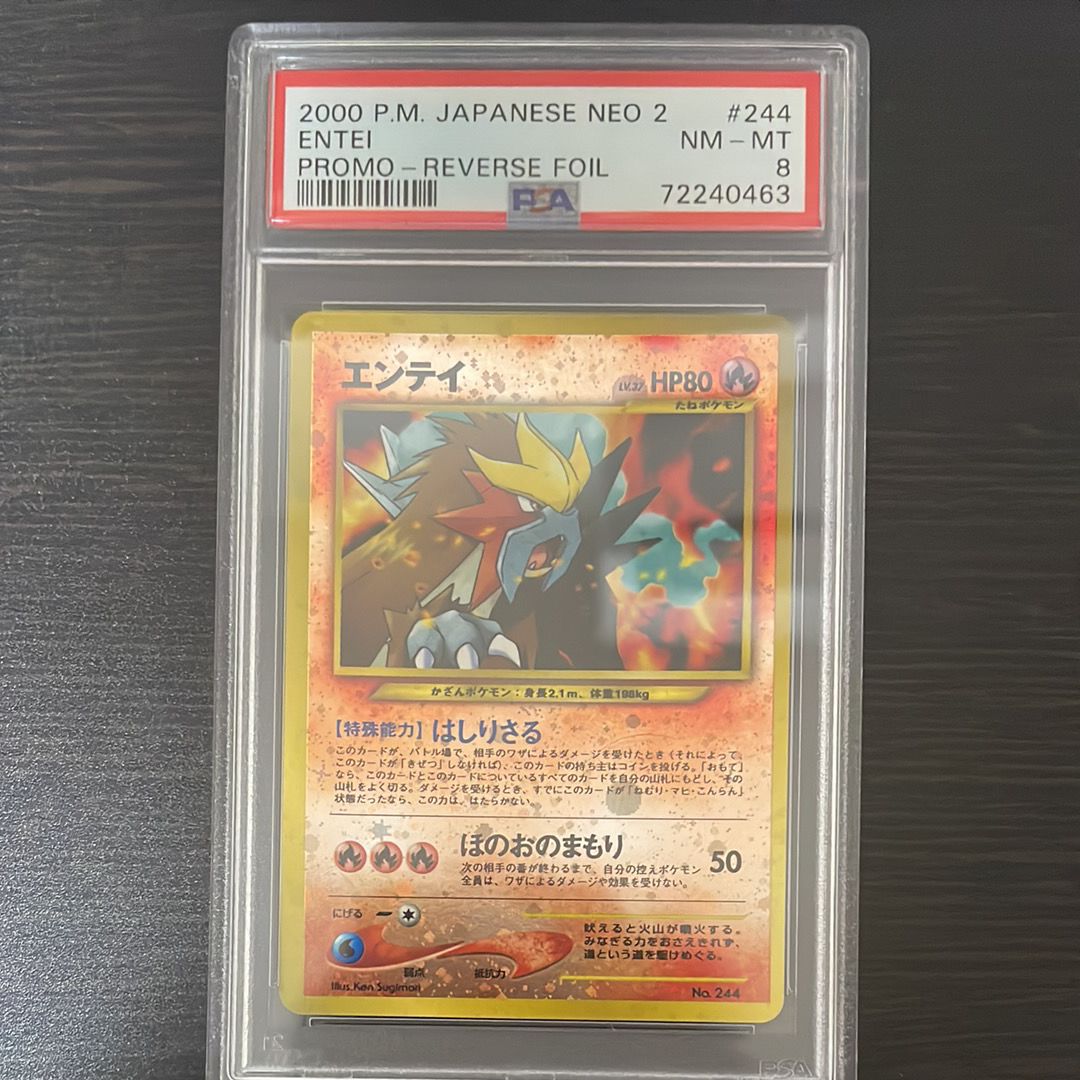 2000 P.M. JAPANESE NEO 2 #244
ENTEI NM - MT
PROMO - REVERSE FOIL 8
PSA 72240463
エンテイ LV.37 HP80
たねポケモン
かざんポケモン：身長2.1m、体重198kg
【特殊能力】はしりさる
このカードが、バトル場で、相手のワザによるダメージを受けたとき（それによって、
このカードが「きぜつ」しなければ）、このカードの持ち主はコインを投げる。「おもて」
なら、このカードとこのカードについているすべてのカードを自分の山札にもどし、その
山札をよく切る。ダメージを受けるとき、すでにこのカードが「ねむり・マヒ・こんらん」
状態だったなら、この力は、はたらかない。
ほのおのまもり 50
次の相手の番が終わるまで、自分の控えポケモン
全員は、ワザによるダメージや効果を受けない。
にげる
吠えると火山が噴火する。
みなぎる力をおさえきれず、
道という道を駆けめぐる。
弱点 抵抗力
Illus.Ken Sugimori
No. 244
PSA